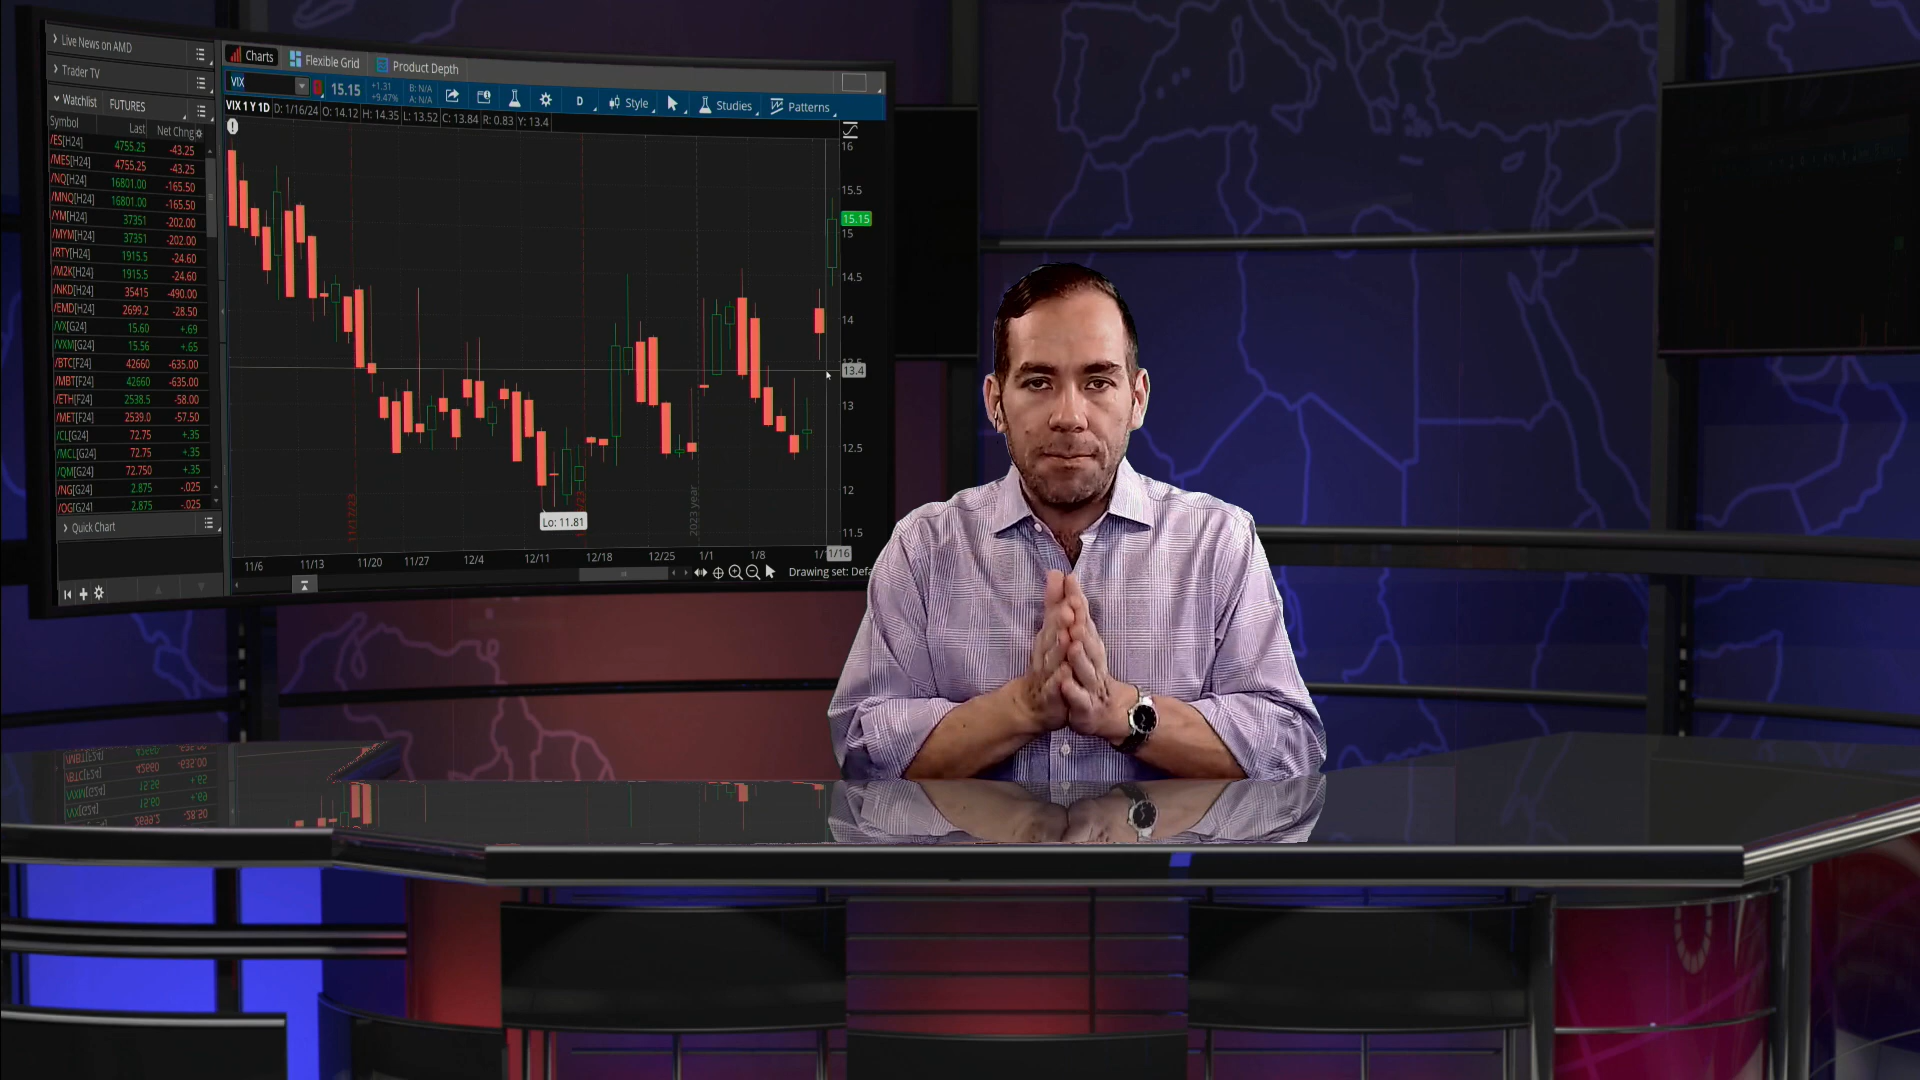 Live News on AMD
Trader TV
Watchlist FUTURES
Symbol Last Net Chng
/ES[H24] 4755.25 -43.25
/MES[H24] 4755.25 -43.25
/NQ[H24] 16801.00 -165.50
/MNQ[H24] 16801.00 -165.50
/YM[H24] 37351 -202.00
/MYM[H24] 37351 -202.00
/RTY[H24] 1915.5 -24.60
/M2K[H24] 1915.5 -24.60
/NKD[H24] 35415 -490.00
/EMD[H24] 2699.2 -28.50
/VX[G24] 15.60 +.69
/VXM[G24] 15.56 +.65
/BTC[F24] 42660 -635.00
/MBT[F24] 42660 -635.00
/ETH[F24] 2538.5 -58.00
/MET[F24] 2539.0 -57.50
/CL[G24] 72.75 +.35
/MCL[G24] 72.75 +.35
/QM[G24] 72.750 +.35
/NG[G24] 2.875 -.025
/QG[G24] 2.875 -.025
Quick Chart
Charts Flexible Grid Product Depth
VIX 15.15 +1.31 +9.47% B: N/A A: N/A D Style Studies Patterns
VIX 1 Y 1D D: 1/16/24 O: 14.12 H: 14.35 L: 13.52 C: 13.84 R: 0.83 Y: 13.4
16
15.5
15.15
15
14.5
14
13.5
13.4
13
12.5
12
11.5
Lo: 11.81
2023 year
11/6 11/13 11/20 11/27 12/4 12/11 12/18 12/25 1/1 1/8 1/16
Drawing set: Defa